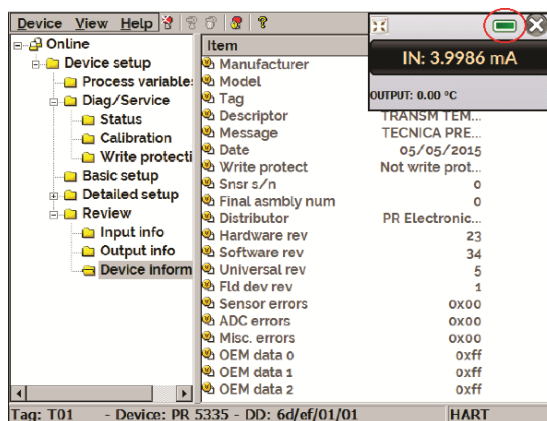 Device View Help
Online
Device setup
Process variable
Diag/Service
Status
Calibration
Write protecti
Basic setup
Detailed setup
Review
Input info
Output info
Device inform
Item
Manufacturer
Model
Tag
Descriptor TRANSM TEM...
Message TECNICA PRE...
Date 05/05/2015
Write protect Not write prot...
Snsr s/n 0
Final asmbly num 0
Distributor PR Electronic...
Hardware rev 23
Software rev 34
Universal rev 5
Fld dev rev 1
Sensor errors 0x00
ADC errors 0x00
Misc. errors 0x00
OEM data 0 0xff
OEM data 1 0xff
OEM data 2 0xff
IN: 3.9986 mA
OUTPUT: 0.00 °C
Tag: T01 - Device: PR 5335 - DD: 6d/ef/01/01 HART